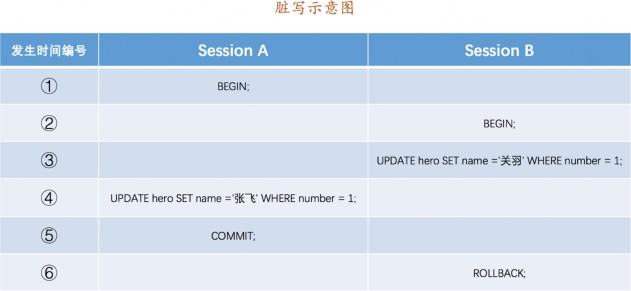 脏写示意图
发生时间编号 Session A Session B
① BEGIN;
② BEGIN;
③ UPDATE hero SET name ='关羽' WHERE number = 1;
④ UPDATE hero SET name ='张飞' WHERE number = 1;
⑤ COMMIT;
⑥ ROLLBACK;